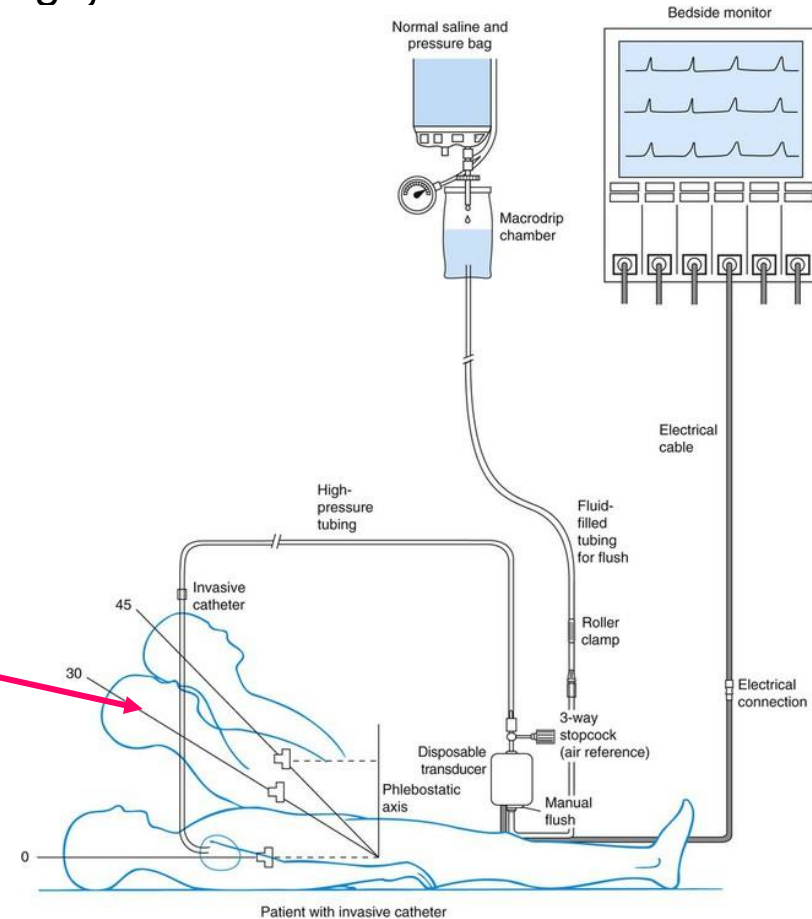 Bedside monitor
Normal saline and
pressure bag
Macrodrip
chamber
Electrical
cable
High-
pressure
tubing
Fluid-
filled
tubing
for flush
Invasive
catheter
45
Roller
clamp
30
Electrical
connection
3-way
stopcock
(air reference)
Disposable
transducer
Phlebostatic
axis
Manual
flush
0
Patient with invasive catheter